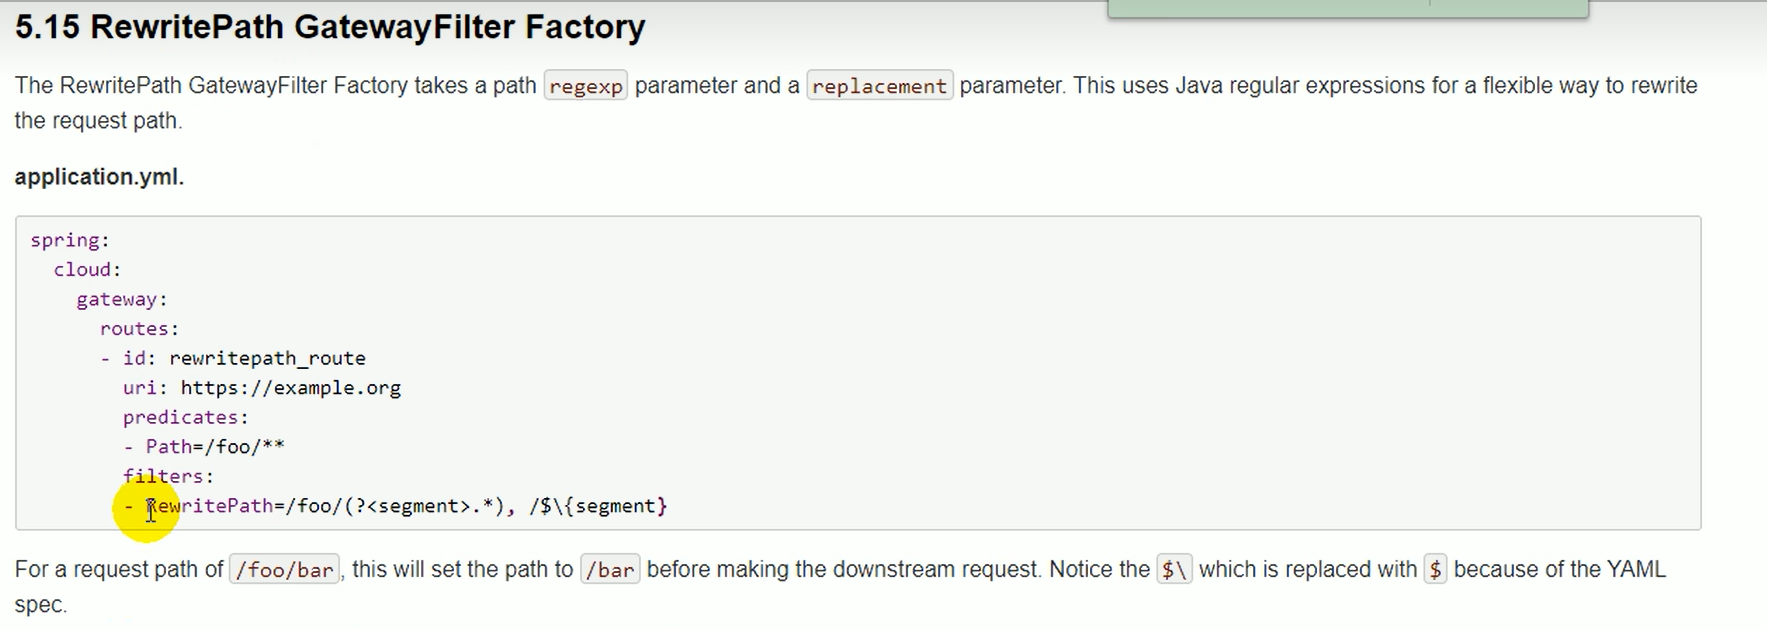 5.15 RewritePath GatewayFilter Factory
The RewritePath GatewayFilter Factory takes a path regexp parameter and a replacement parameter. This uses Java regular expressions for a flexible way to rewrite
the request path.
application.yml.
spring:
  cloud:
    gateway:
      routes:
      - id: rewritepath_route
        uri: https://example.org
        predicates:
        - Path=/foo/**
        filters:
        - RewritePath=/foo/(?<segment>.*), /$\{segment}
For a request path of /foo/bar, this will set the path to /bar before making the downstream request. Notice the $\ which is replaced with $ because of the YAML
spec.